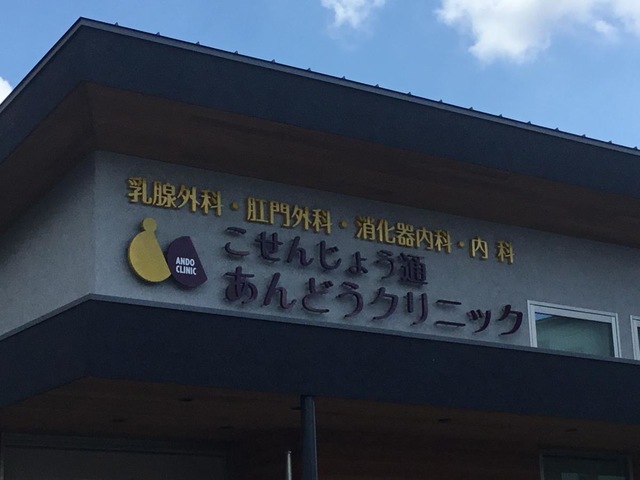 乳腺外科・肛門外科・消化器内科・内科
ANDO
CLINIC
こせんじょう通
あんどうクリニック